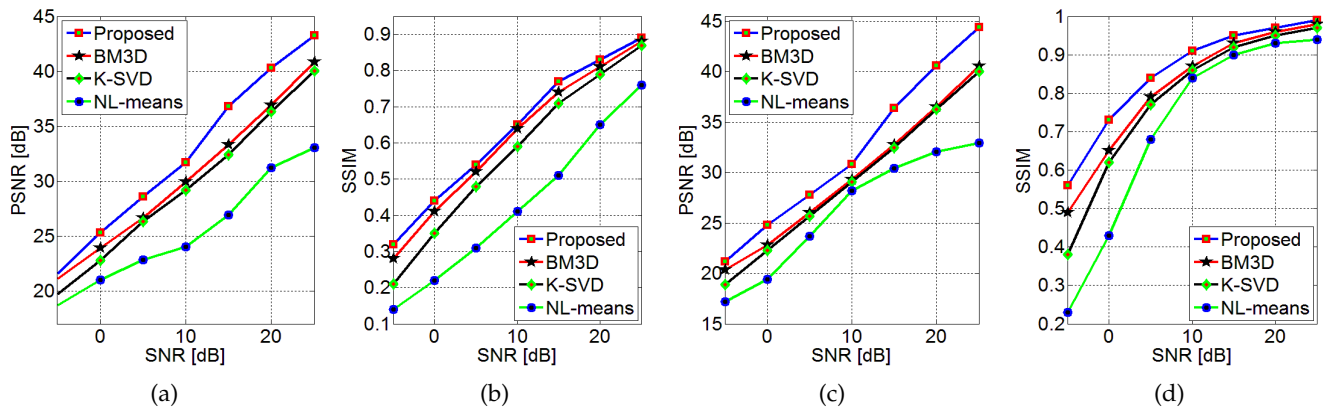 45
40
35
30
25
20
PSNR [dB]
0
10
20
SNR [dB]
Proposed
BM3D
K-SVD
NL-means
(a)
0.9
0.8
0.7
0.6
0.5
0.4
0.3
0.2
0.1
SSIM
0
10
20
SNR [dB]
Proposed
BM3D
K-SVD
NL-means
(b)
45
40
35
30
25
20
15
PSNR [dB]
0
10
20
SNR [dB]
Proposed
BM3D
K-SVD
NL-means
(c)
1
0.9
0.8
0.7
0.6
0.5
0.4
0.3
0.2
SSIM
0
10
20
SNR [dB]
Proposed
BM3D
K-SVD
NL-means
(d)